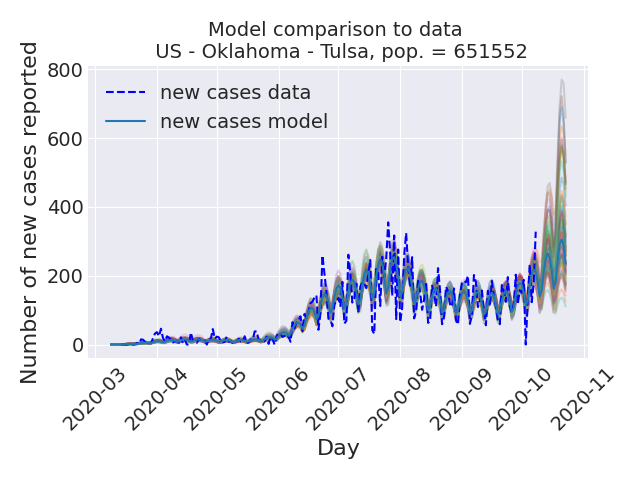 Model comparison to data
US - Oklahoma - Tulsa, pop. = 651552
Number of new cases reported
800
600
400
200
0
new cases data
new cases model
2020-03
2020-04
2020-05
2020-06
2020-07
2020-08
2020-09
2020-10
2020-11
Day